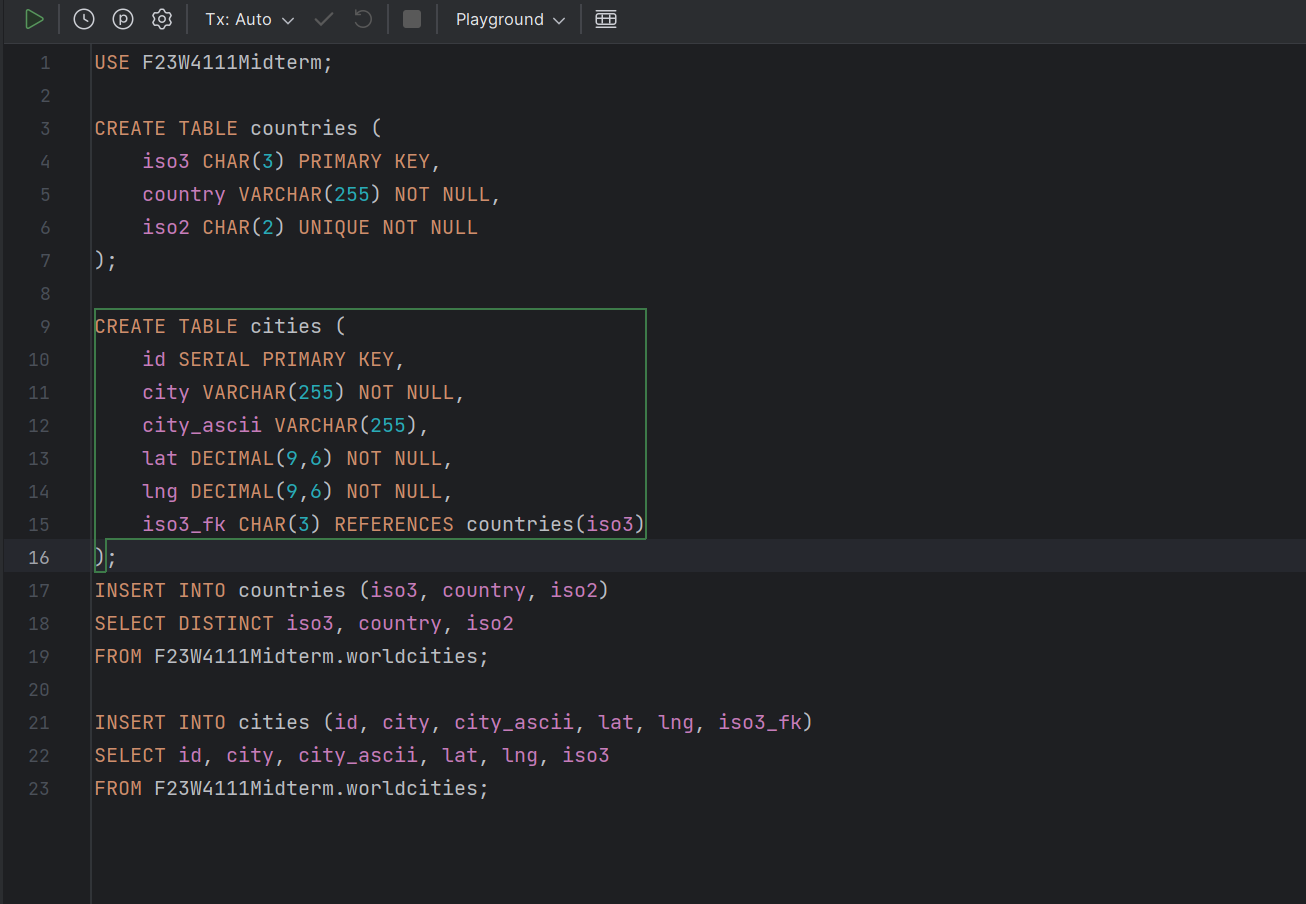 Tx: Auto Playground
1 USE F23W4111Midterm;
2
3 CREATE TABLE countries (
4     iso3 CHAR(3) PRIMARY KEY,
5     country VARCHAR(255) NOT NULL,
6     iso2 CHAR(2) UNIQUE NOT NULL
7 );
8
9 CREATE TABLE cities (
10     id SERIAL PRIMARY KEY,
11     city VARCHAR(255) NOT NULL,
12     city_ascii VARCHAR(255),
13     lat DECIMAL(9,6) NOT NULL,
14     lng DECIMAL(9,6) NOT NULL,
15     iso3_fk CHAR(3) REFERENCES countries(iso3)
16 );
17 INSERT INTO countries (iso3, country, iso2)
18 SELECT DISTINCT iso3, country, iso2
19 FROM F23W4111Midterm.worldcities;
20
21 INSERT INTO cities (id, city, city_ascii, lat, lng, iso3_fk)
22 SELECT id, city, city_ascii, lat, lng, iso3
23 FROM F23W4111Midterm.worldcities;